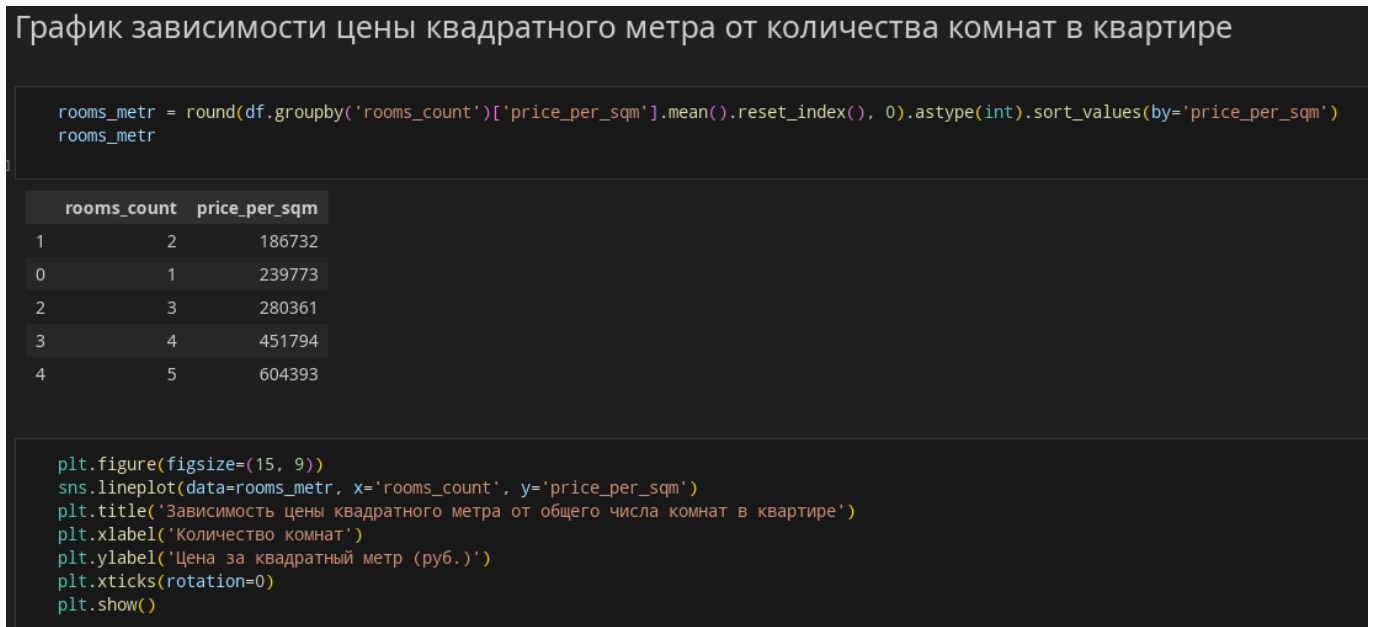 График зависимости цены квадратного метра от количества комнат в квартире
rooms_metr = round(df.groupby('rooms_count')['price_per_sqm'].mean().reset_index(), 0).astype(int).sort_values(by='price_per_sqm')
rooms_metr
rooms_count price_per_sqm
1 2 186732
0 1 239773
2 3 280361
3 4 451794
4 5 604393
plt.figure(figsize=(15, 9))
sns.lineplot(data=rooms_metr, x='rooms_count', y='price_per_sqm')
plt.title('Зависимость цены квадратного метра от общего числа комнат в квартире')
plt.xlabel('Количество комнат')
plt.ylabel('Цена за квадратный метр (руб.)')
plt.xticks(rotation=0)
plt.show()